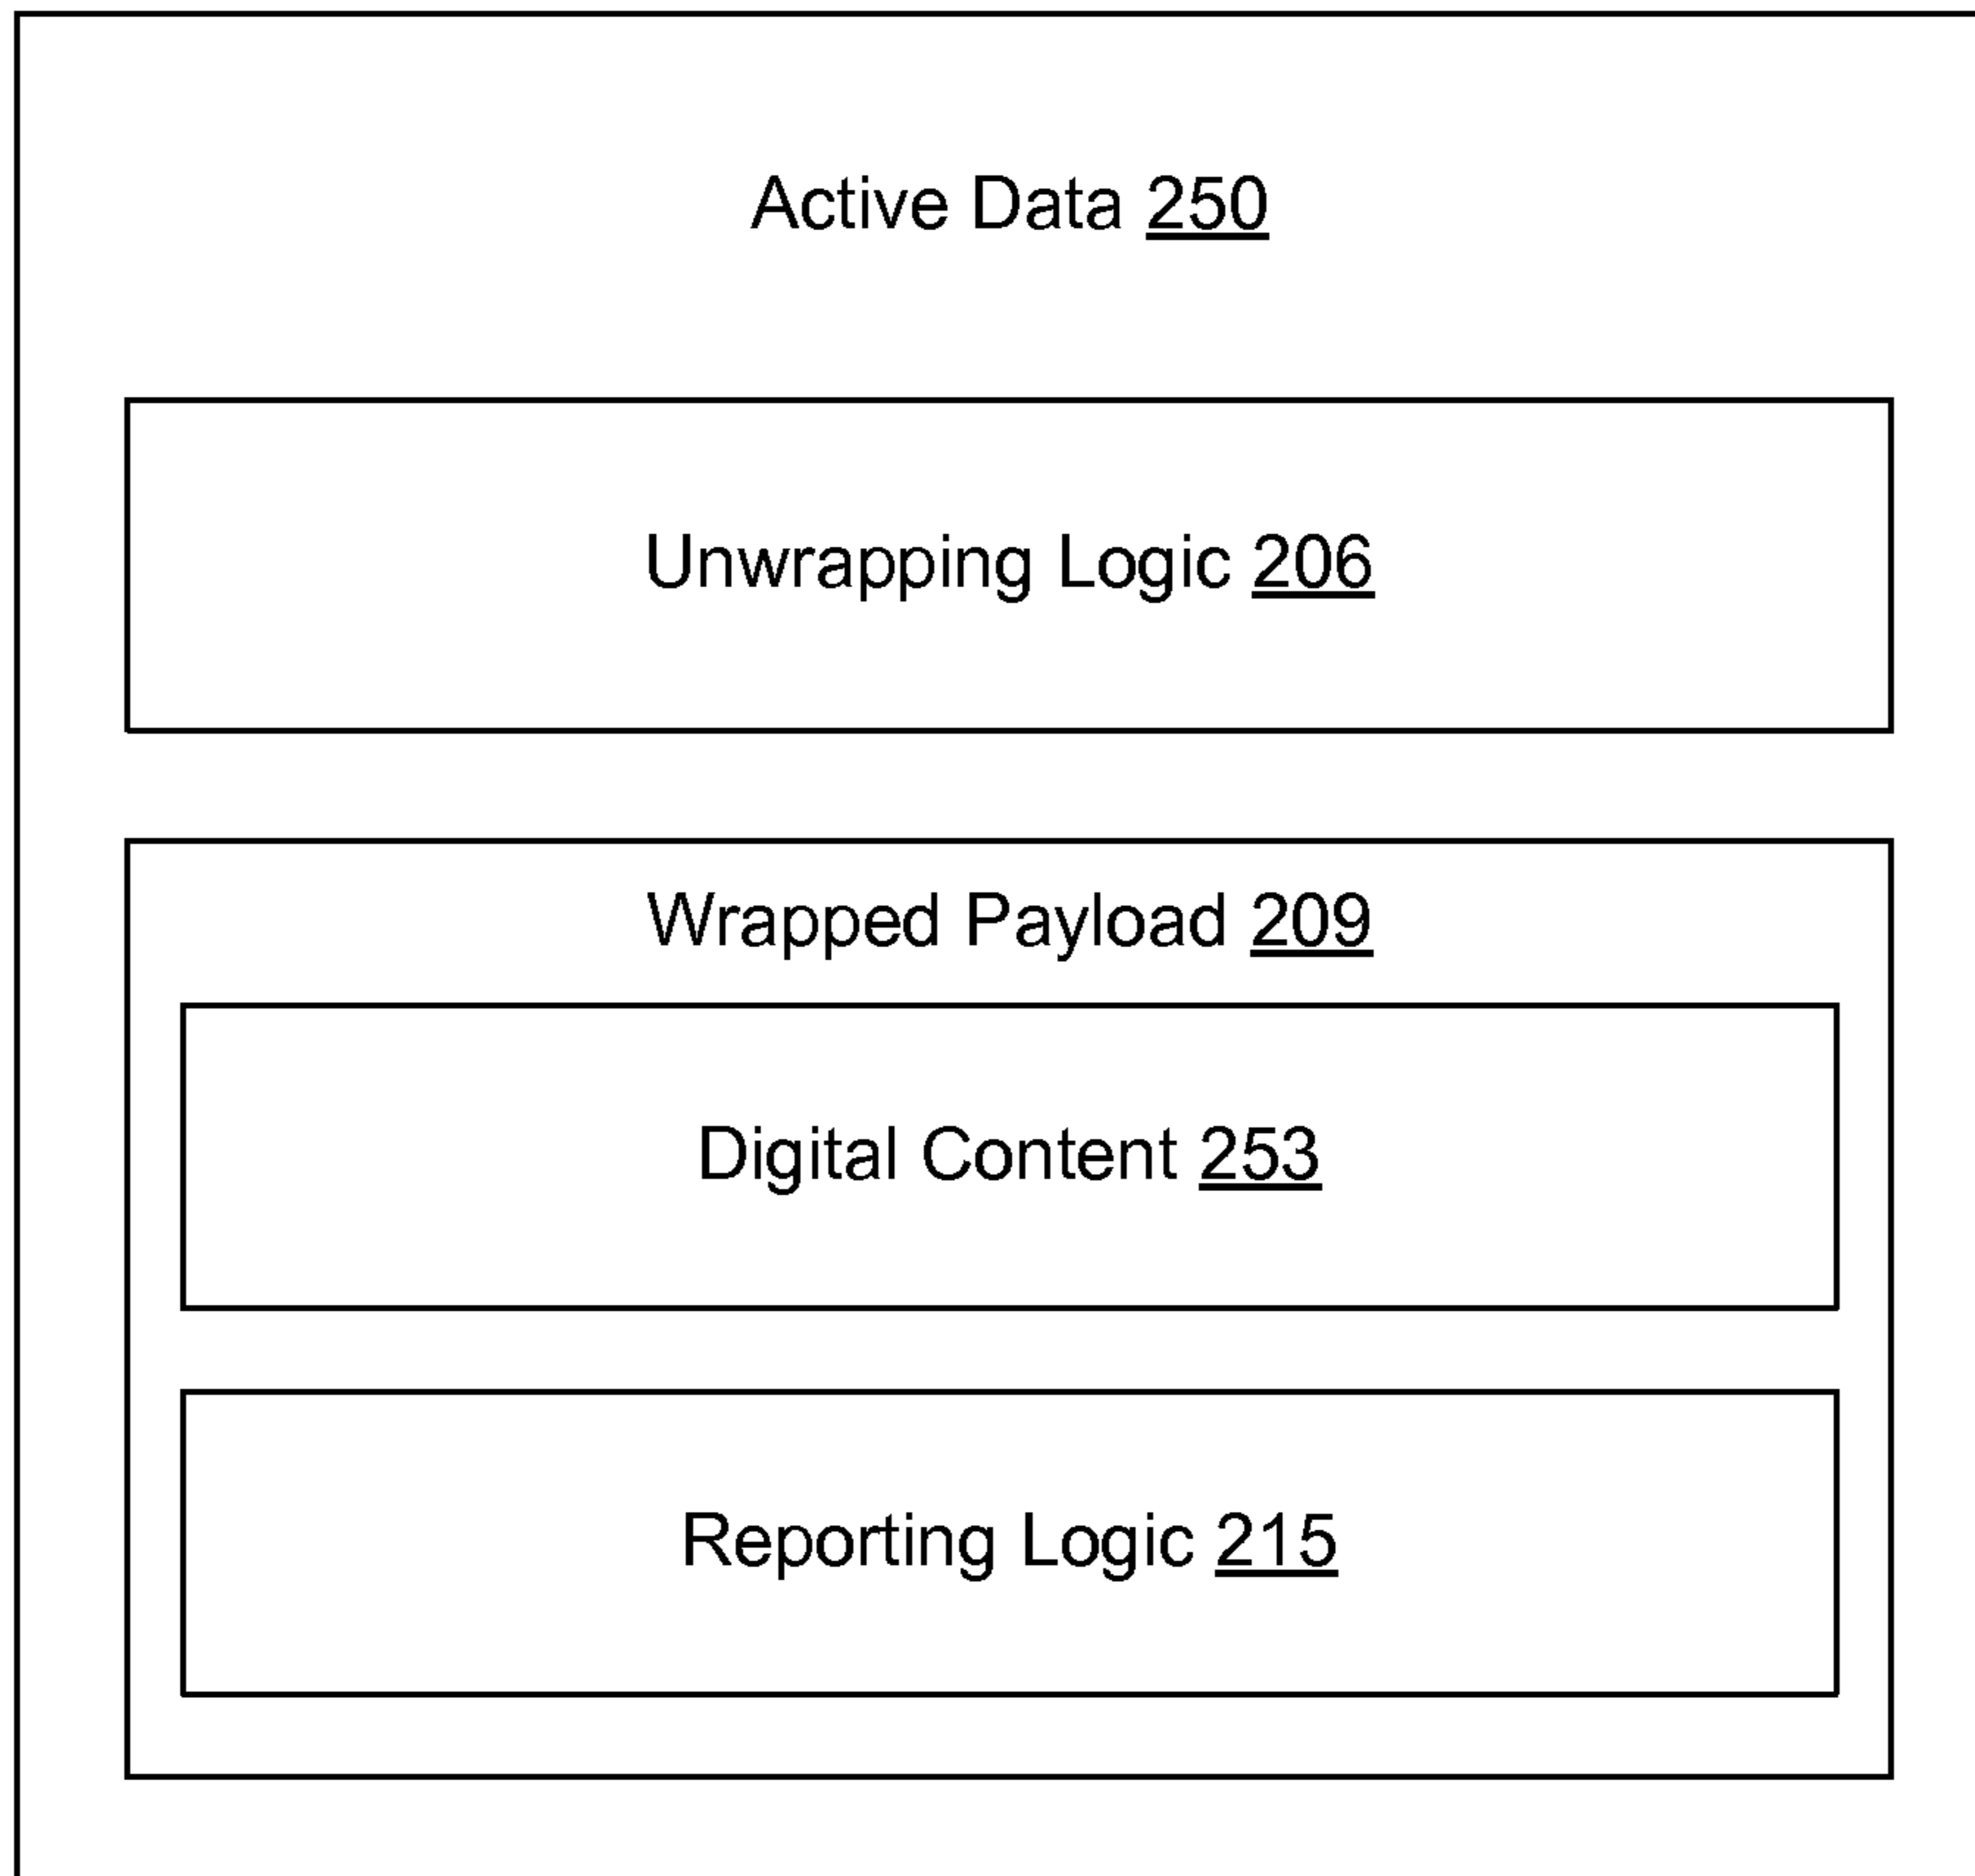 Active Data 250
Unwrapping Logic 206
Wrapped Payload 209
Digital Content 253
Reporting Logic 215